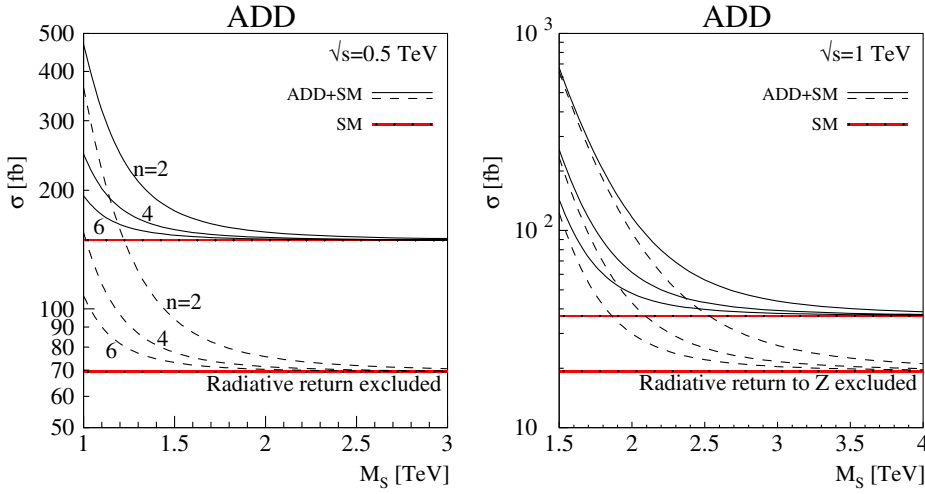 ADD
√s=0.5 TeV
ADD+SM
SM
n=2
4
6
n=2
4
6
Radiative return excluded
σ [fb]
500
400
300
200
100
90
80
70
60
50
1
1.5
2
2.5
3
M_S [TeV]
ADD
√s=1 TeV
ADD+SM
SM
Radiative return to Z excluded
σ [fb]
10^3
10^2
10
1.5
2
2.5
3
3.5
4
M_S [TeV]